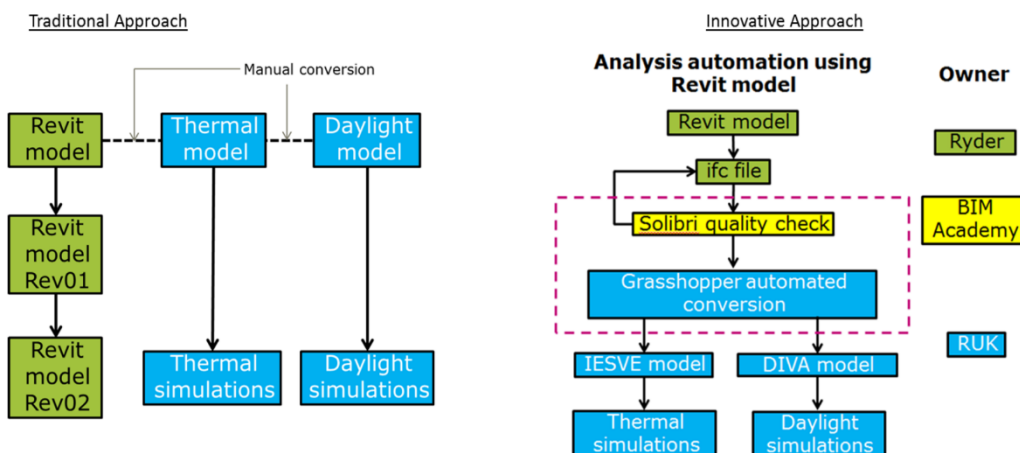 Traditional Approach
Manual conversion
Revit
model
Thermal
model
Daylight
model
Revit
model
Rev01
Revit
model
Rev02
Thermal
simulations
Daylight
simulations
Innovative Approach
Analysis automation using
Revit model
Owner
Revit model
Ryder
ifc file
Solibri quality check
BIM
Academy
Grasshopper automated
conversion
RUK
IESVE model
DIVA model
Thermal
simulations
Daylight
simulations